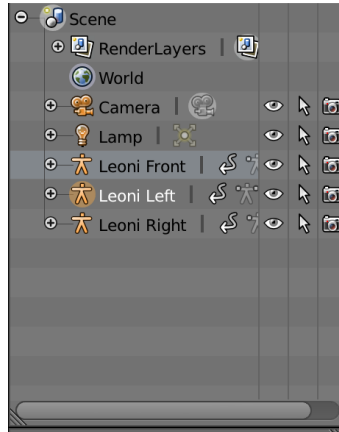 Scene
RenderLayers
World
Camera
Lamp
Leoni Front
Leoni Left
Leoni Right